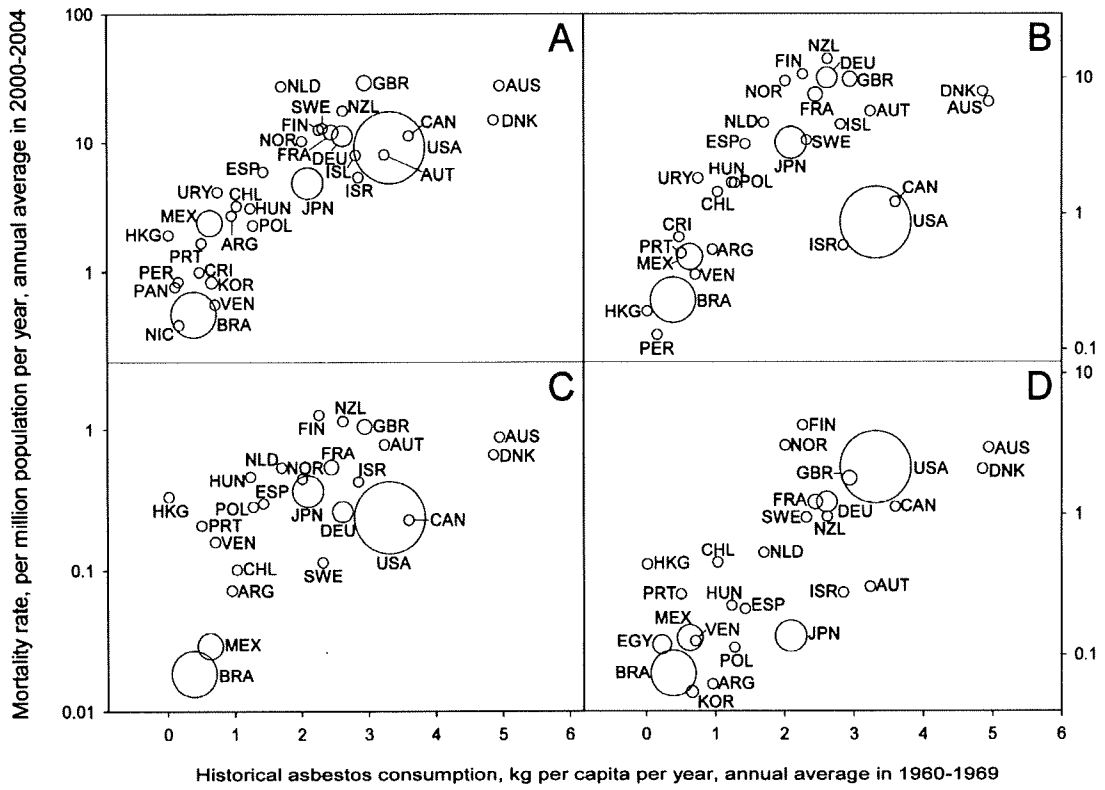 Mortality rate, per million population per year, annual average in 2000-2004
100
10
1
A
NLD
GBR
AUS
SWE
NZL
FIN
CAN
DNK
NOR
USA
FRA
DEU
ISL
AUT
ESP
ISR
URY
CHL
JPN
MEX
HUN
HKG
ARG
POL
PRT
PER
CRI
PAN
KOR
VEN
NIC
BRA
B
NZL
FIN
DEU
10
NOR
GBR
DNK
FRA
AUS
AUT
NLD
ISL
ESP
SWE
JPN
HUN
URY
POL
CHL
CAN
1
USA
CRI
ISR
PRT
ARG
MEX
VEN
HKG
BRA
PER
0.1
C
1
0.1
0.01
NZL
FIN
GBR
AUS
AUT
DNK
NLD
NOR
FRA
ISR
HUN
ESP
HKG
POL
JPN
DEU
CAN
PRT
VEN
USA
CHL
SWE
ARG
MEX
BRA
D
10
FIN
NOR
AUS
USA
GBR
DNK
FRA
DEU
CAN
1
SWE
NZL
CHL
NLD
HKG
AUT
PRT
HUN
ISR
ESP
MEX
VEN
EGY
JPN
POL
0.1
BRA
ARG
KOR
0 1 2 3 4 5 6
0 1 2 3 4 5 6
Historical asbestos consumption, kg per capita per year, annual average in 1960-1969